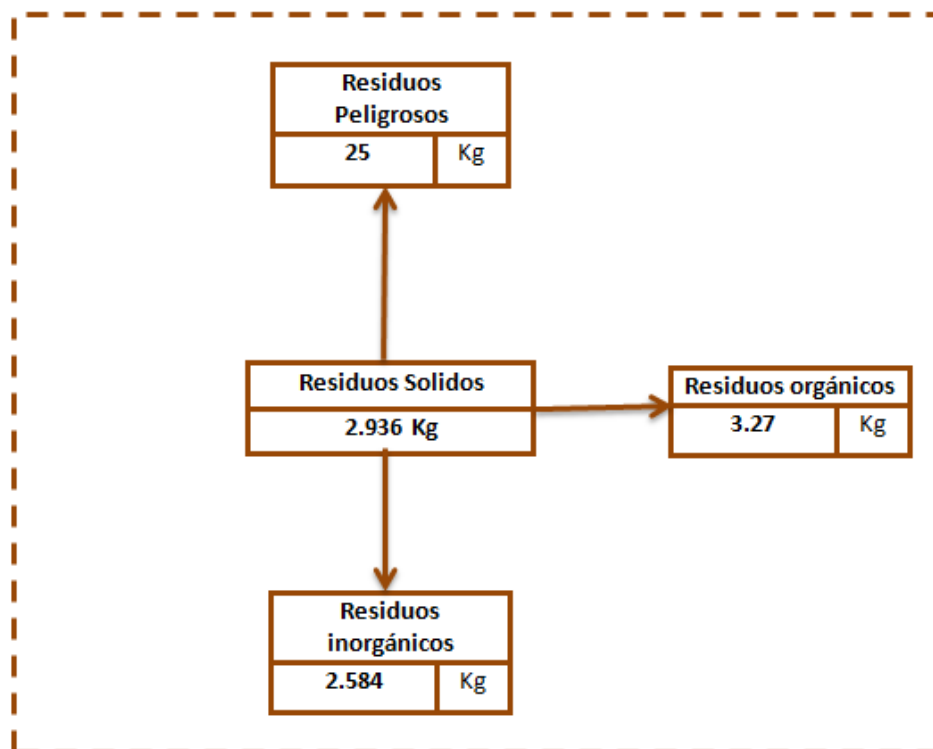 Residuos
Peligrosos
25 Kg
Residuos Solidos
2.936 Kg
Residuos orgánicos
3.27 Kg
Residuos
inorgánicos
2.584 Kg